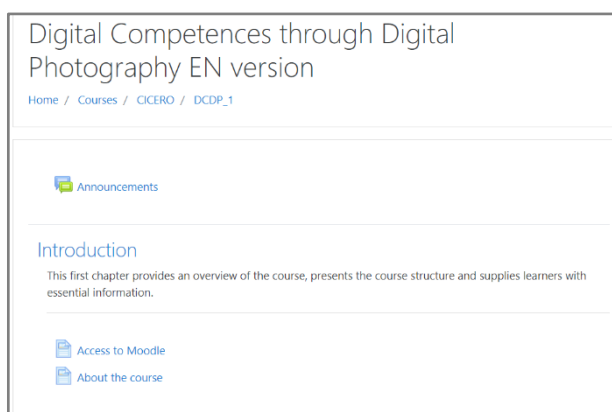 Digital Competences through Digital
Photography EN version
Home / Courses / CICERO / DCDP_1
Announcements
Introduction
This first chapter provides an overview of the course, presents the course structure and supplies learners with
essential information.
Access to Moodle
About the course